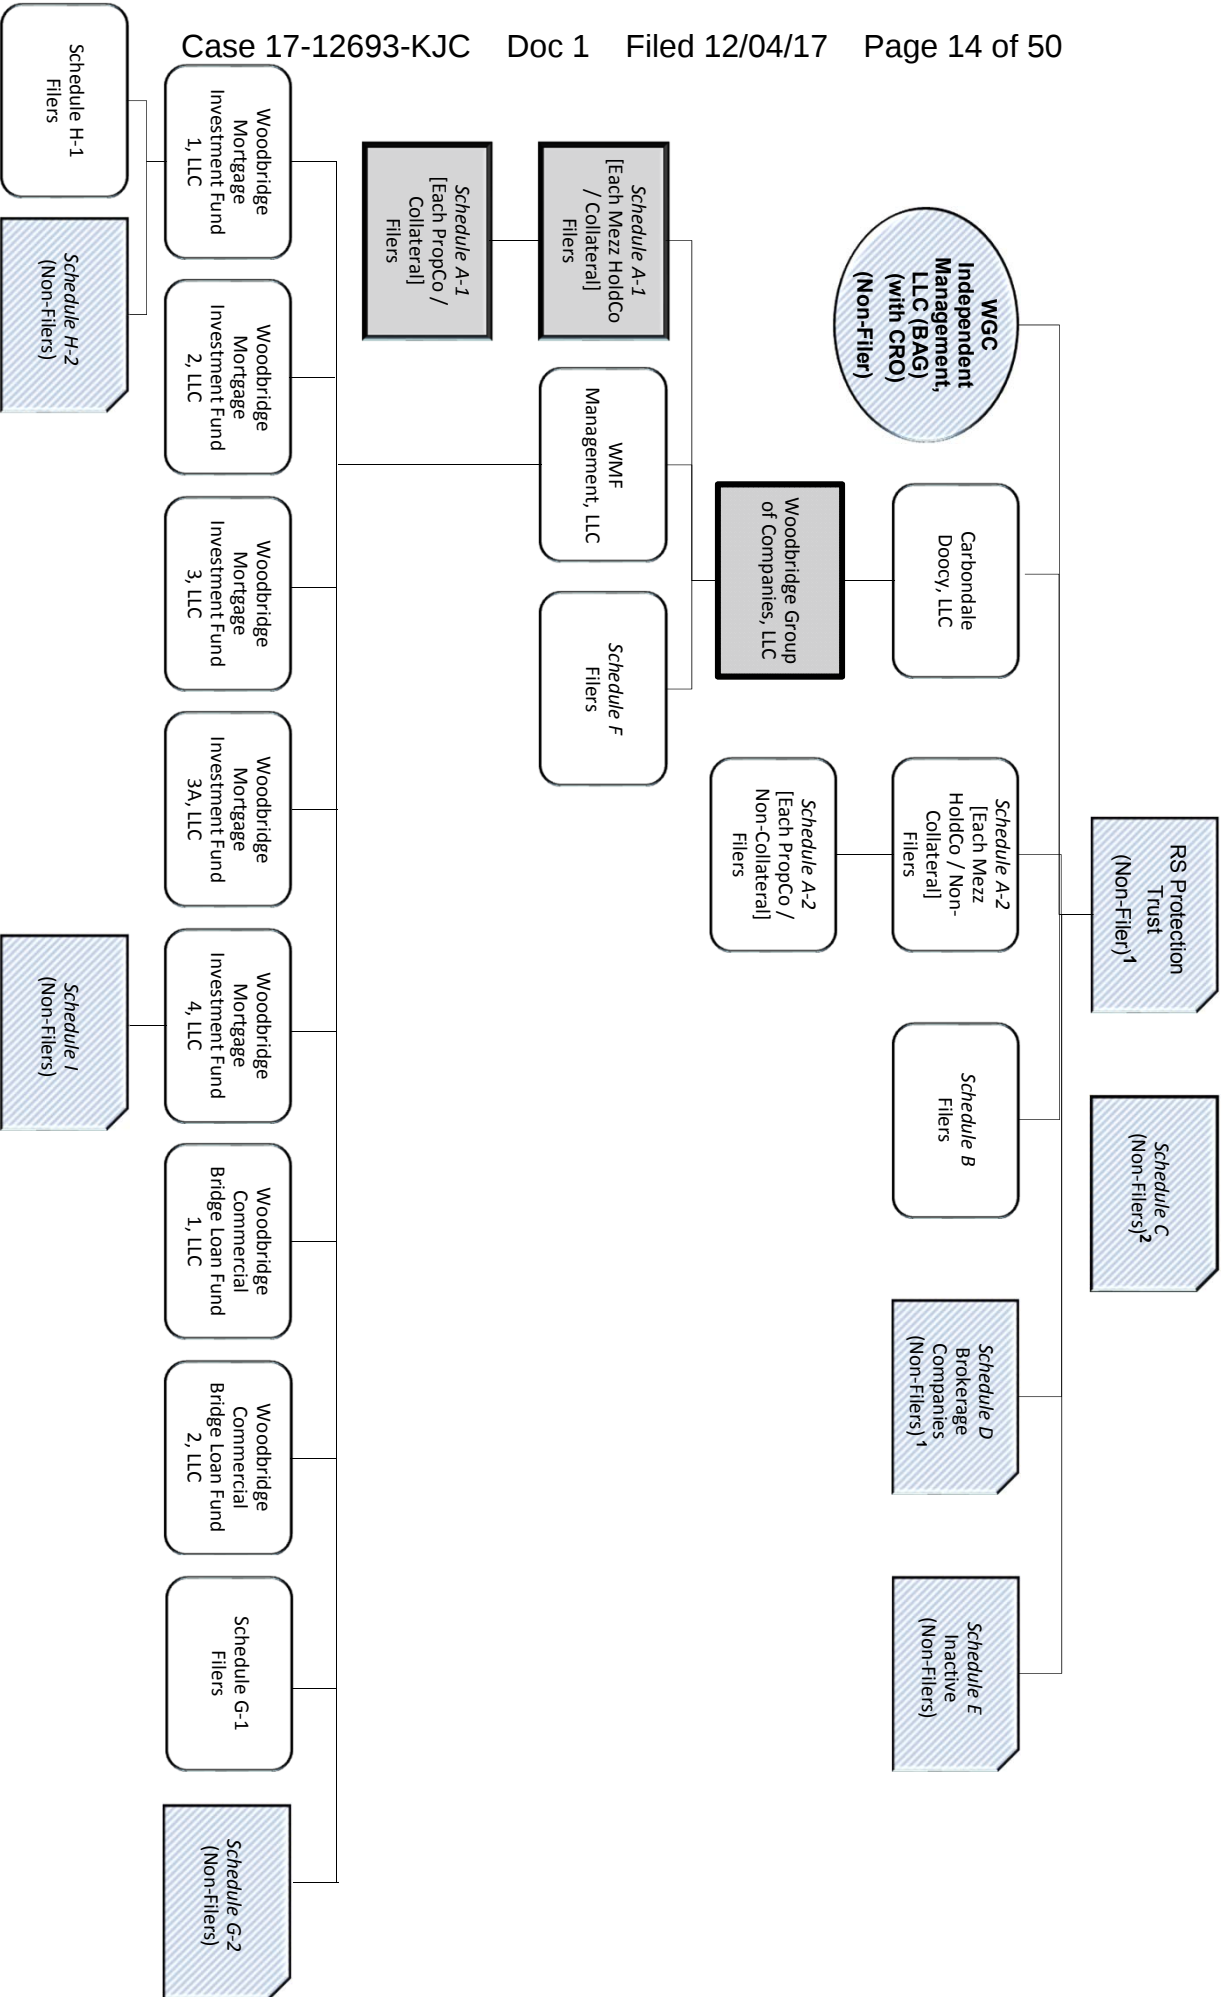 Case 17-12693-KJC Doc 1 Filed 12/04/17 Page 14 of 50
RS Protection
Trust
(Non-Filer)¹
Schedule C
(Non-Filers)²
WGC
Independent
Management,
LLC (BAG)
(with CRO)
(Non-Filer)
Carbondale
Doocy, LLC
Schedule A-2
[Each Mezz
HoldCo / Non-
Collateral]
Filers
Schedule B
Filers
Schedule D
Brokerage
Companies
(Non-Filers) ¹
Schedule E
Inactive
(Non-Filers)
Woodbridge Group
of Companies, LLC
Schedule A-2
[Each PropCo /
Non-Collateral]
Filers
Schedule A-1
[Each Mezz HoldCo
/ Collateral]
Filers
WMF
Management, LLC
Schedule F
Filers
Schedule A-1
[Each PropCo /
Collateral]
Filers
Woodbridge
Mortgage
Investment Fund
1, LLC
Woodbridge
Mortgage
Investment Fund
2, LLC
Woodbridge
Mortgage
Investment Fund
3, LLC
Woodbridge
Mortgage
Investment Fund
3A, LLC
Woodbridge
Mortgage
Investment Fund
4, LLC
Woodbridge
Commercial
Bridge Loan Fund
1, LLC
Woodbridge
Commercial
Bridge Loan Fund
2, LLC
Schedule G-1
Filers
Schedule G-2
(Non-Filers)
Schedule H-1
Filers
Schedule H-2
(Non-Filers)
Schedule I
(Non-Filers)